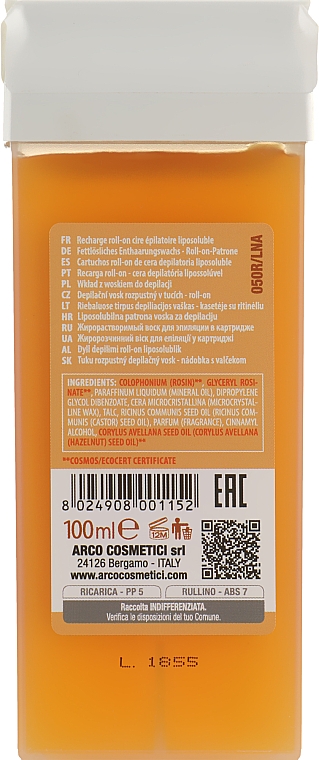 050R/LNA
FR Recharge roll-on cire épilatoire liposoluble
DE Fettlösliches Enthaarungswachs - Roll-on-Patrone
ES Cartuchos roll-on de cera depilatoria liposoluble
PT Recarga roll-on - cera depilatória lipossolúvel
PL Wkład z woskiem do depilacji
CZ Depilační vosk rozpustný v tucích - roll-on
LT Riebaluose tirpus depiliacijos vaškas - kasetėje su ritinėliu
HR Liposolubilna patrona voska za depilaciju
RU Жирорастворимый воск для эпиляции в картридже
UA Жиророзчинний віск для епіляції у картриджі
AL Dyll depilimi roll-on liposolublik
SK Tuku rozpustný depilačný vosk - nádobka s valčekom
INGREDIENTS: COLOPHONIUM (ROSIN)**, GLYCERYL ROSI-
NATE**, PARAFFINUM LIQUIDUM (MINERAL OIL), DIPROPYLENE
GLYCOL DIBENZOATE, CERA MICROCRISTALLINA (MICROCRYSTAL-
LINE WAX), TALC, RICINUS COMMUNIS SEED OIL (RICINUS COM-
MUNIS (CASTOR) SEED OIL), PARFUM (FRAGRANCE), CINNAMYL
ALCOHOL, CORYLUS AVELLANA SEED OIL (CORYLUS AVELLANA
(HAZELNUT) SEED OIL)
**COSMOS/ECOCERT CERTIFICATE
8 024908 001152
EAC
100 ml e
12M
ARCO COSMETICI srl
24126 Bergamo - ITALY
www.arcocosmetici.com
RICARICA - PP 5
RULLINO - ABS 7
Raccolta INDIFFERENZIATA.
Verifica le disposizioni del tuo Comune.
L. 1855